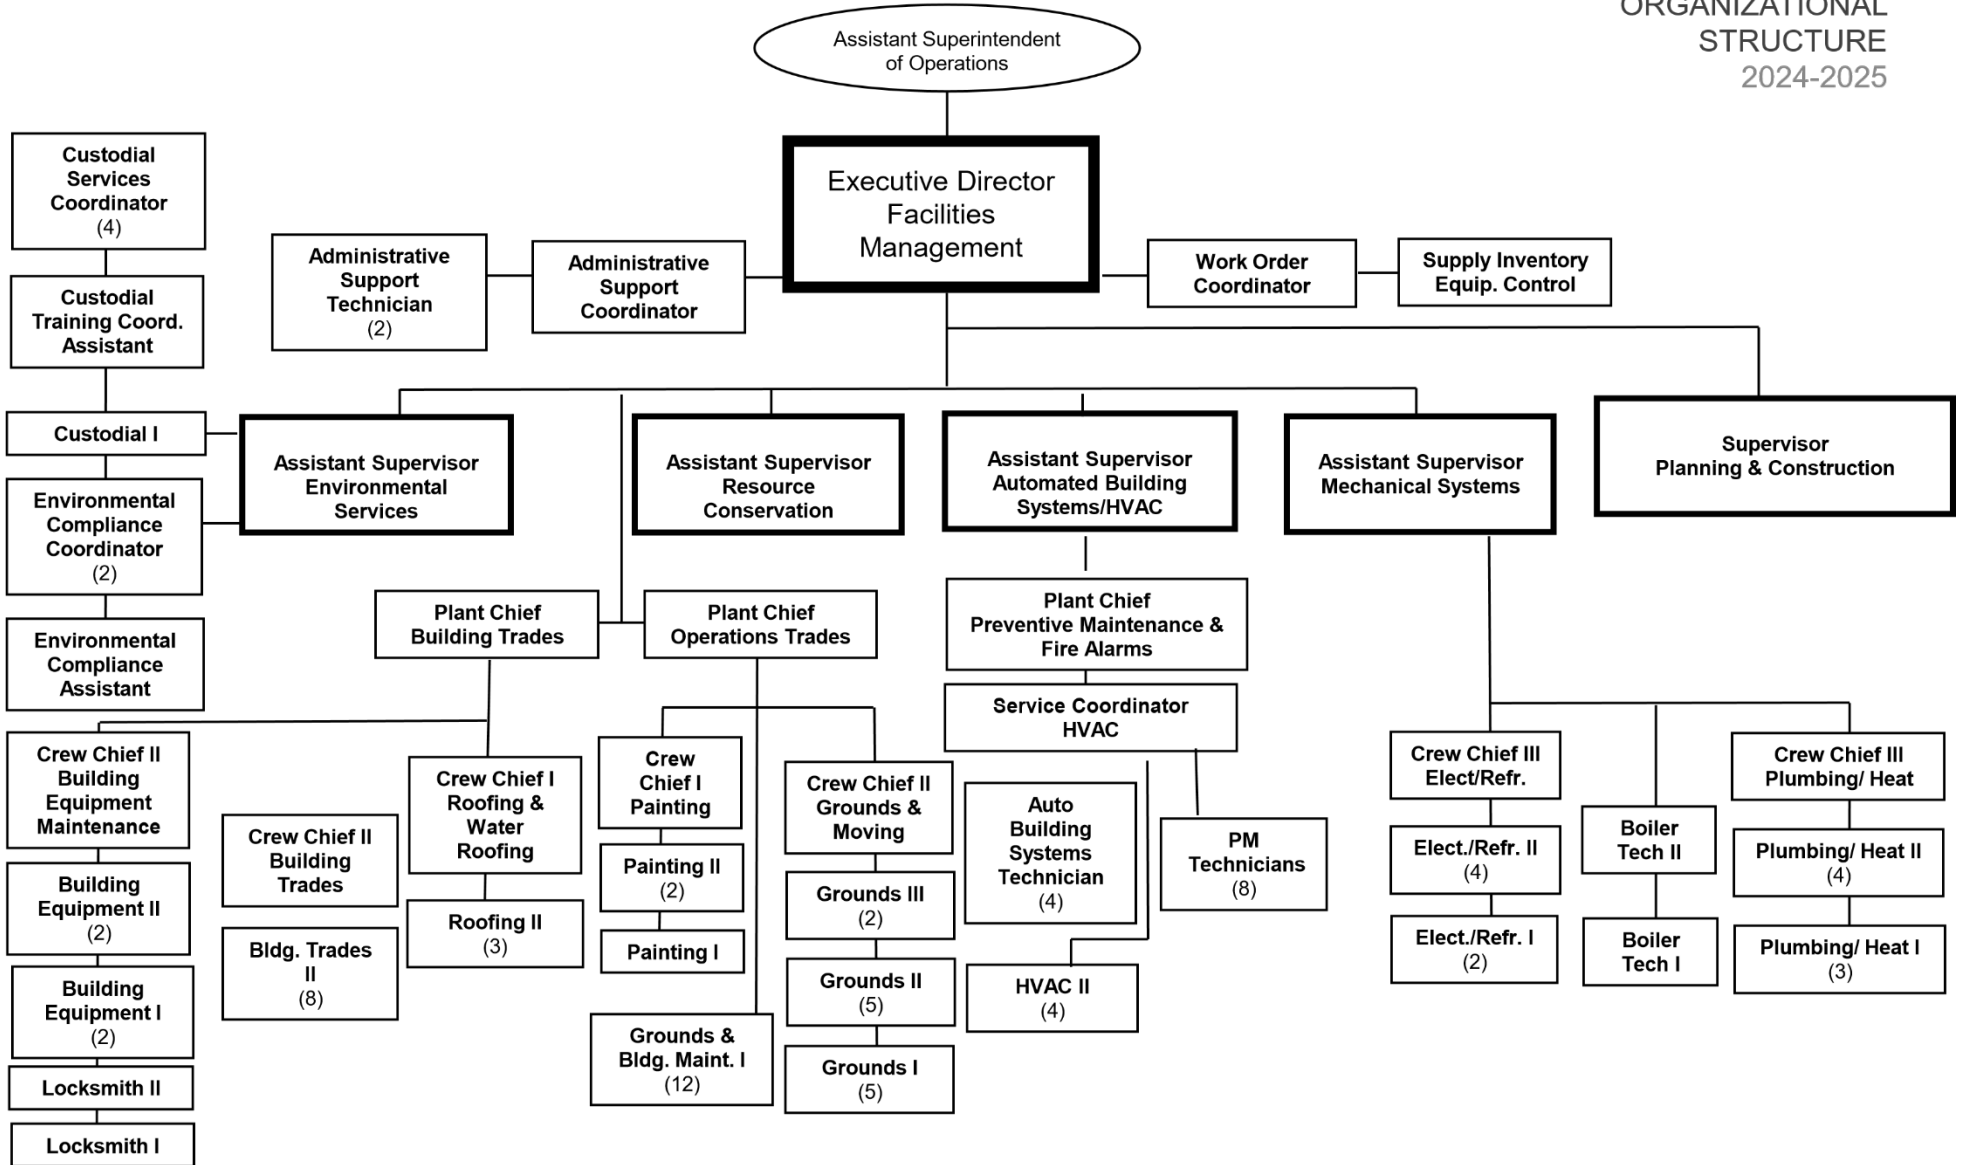 ORGANIZATIONAL
STRUCTURE
2024-2025
Assistant Superintendent
of Operations
Executive Director
Facilities
Management
Administrative
Support
Technician
(2)
Administrative
Support
Coordinator
Work Order
Coordinator
Supply Inventory
Equip. Control
Custodial
Services
Coordinator
(4)
Custodial
Training Coord.
Assistant
Custodial I
Environmental
Compliance
Coordinator
(2)
Environmental
Compliance
Assistant
Assistant Supervisor
Environmental
Services
Assistant Supervisor
Resource
Conservation
Assistant Supervisor
Automated Building
Systems/HVAC
Assistant Supervisor
Mechanical Systems
Supervisor
Planning & Construction
Plant Chief
Building Trades
Plant Chief
Operations Trades
Plant Chief
Preventive Maintenance &
Fire Alarms
Service Coordinator
HVAC
Crew Chief II
Building
Equipment
Maintenance
Building
Equipment II
(2)
Building
Equipment I
(2)
Locksmith II
Locksmith I
Crew Chief II
Building
Trades
Bldg. Trades
II
(8)
Crew Chief I
Roofing &
Water
Roofing
Roofing II
(3)
Crew
Chief I
Painting
Painting II
(2)
Painting I
Grounds &
Bldg. Maint. I
(12)
Crew Chief II
Grounds &
Moving
Grounds III
(2)
Grounds II
(5)
Grounds I
(5)
Auto
Building
Systems
Technician
(4)
HVAC II
(4)
PM
Technicians
(8)
Crew Chief III
Elect/Refr.
Elect./Refr. II
(4)
Elect./Refr. I
(2)
Boiler
Tech II
Boiler
Tech I
Crew Chief III
Plumbing/ Heat
Plumbing/ Heat II
(4)
Plumbing/ Heat I
(3)